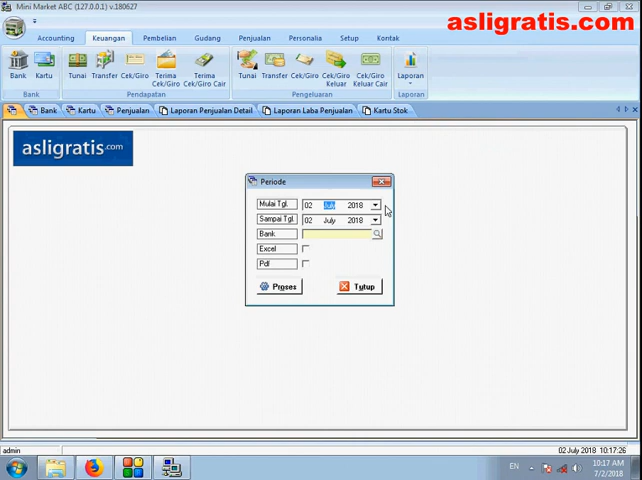 Mini Market ABC (127.0.0.1) v.180627
asligratis.com
Accounting Keuangan Pembelian Gudang Penjualan Personalia Setup Kontak
Bank Kartu Tunai Transfer Cek/Giro Terima Cek/Giro Terima Cek/Giro Cair Tunai Transfer Cek/Giro Cek/Giro Keluar Cek/Giro Keluar Cair Laporan
Bank Pendapatan Pengeluaran Laporan
Bank Kartu Penjualan Laporan Penjualan Detail Laporan Laba Penjualan Kartu Stok
asligratis.com
Periode
Mulai Tgl. 02 July 2018
Sampai Tgl. 02 July 2018
Bank
Excel
Pdf
Proses Tutup
admin 02 July 2018 10:17:26
EN 10:17 AM
7/2/2018